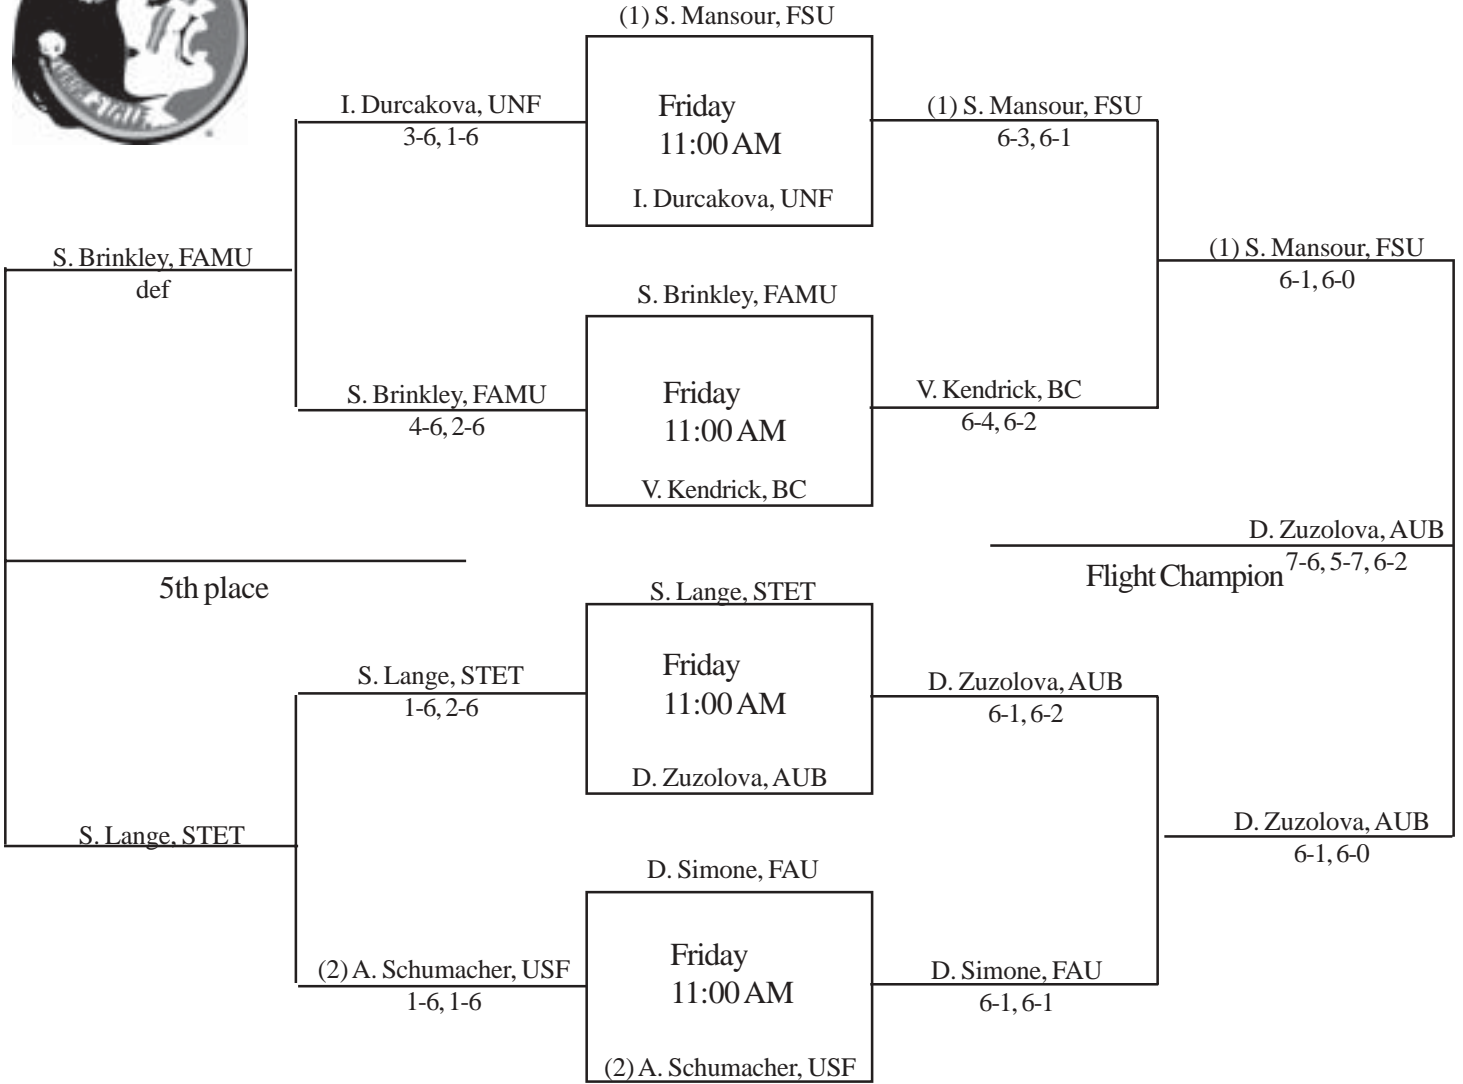 (1) S. Mansour, FSU
I. Durcakova, UNF
3-6, 1-6
Friday
11:00 AM
(1) S. Mansour, FSU
6-3, 6-1
I. Durcakova, UNF
S. Brinkley, FAMU
def
(1) S. Mansour, FSU
6-1, 6-0
S. Brinkley, FAMU
S. Brinkley, FAMU
4-6, 2-6
Friday
11:00 AM
V. Kendrick, BC
6-4, 6-2
V. Kendrick, BC
D. Zuzolova, AUB
7-6, 5-7, 6-2
Flight Champion
5th place
S. Lange, STET
S. Lange, STET
1-6, 2-6
Friday
11:00 AM
D. Zuzolova, AUB
6-1, 6-2
D. Zuzolova, AUB
S. Lange, STET
D. Zuzolova, AUB
6-1, 6-0
D. Simone, FAU
(2) A. Schumacher, USF
1-6, 1-6
Friday
11:00 AM
D. Simone, FAU
6-1, 6-1
(2) A. Schumacher, USF